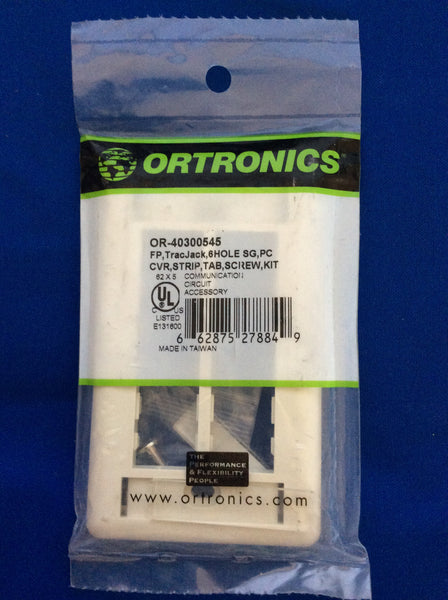 ORTRONICS®
OR-40300545
FP,TracJack,6HOLE SG,PC
CVR,STRIP,TAB,SCREW,KIT
62 X 5 COMMUNICATION
CIRCUIT
ACCESSORY
UL
C US
LISTED
E131600
6 62875 27884 9
MADE IN TAIWAN
THE
PERFORMANCE
& FLEXIBILITY
PEOPLE
www.ortronics.com